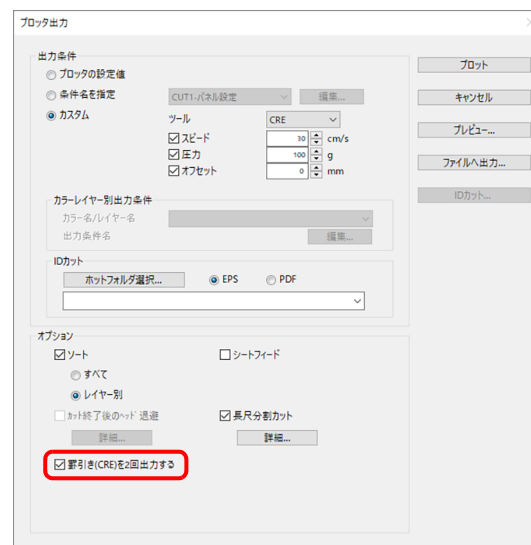 プロッタ出力
出力条件
プロッタの設定値
条件名を指定
CUT1-パネル設定
編集...
カスタム
ツール
CRE
スピード
30
cm/s
圧力
100
g
オフセット
0
mm
カラーレイヤー別出力条件
カラー名/レイヤー名
出力条件名
編集...
IDカット
ホットフォルダ選択...
EPS
PDF
オプション
ソート
シートフィード
すべて
レイヤー別
カット終了後のヘッド退避
長尺分割カット
詳細...
詳細...
罫引き(CRE)を2回出力する
プロット
キャンセル
プレビュー...
ファイルへ出力...
IDカット...